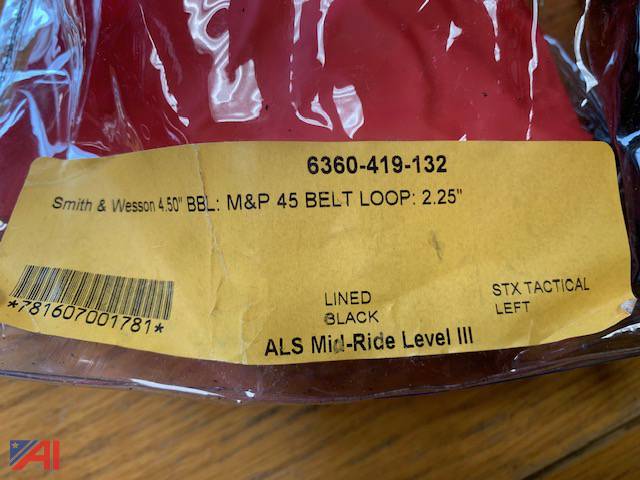 6360-419-132
Smith & Wesson 4.50" BBL: M&P 45 BELT LOOP: 2.25"
*781607001781*
LINED
BLACK
STX TACTICAL
LEFT
ALS Mid-Ride Level III
AI